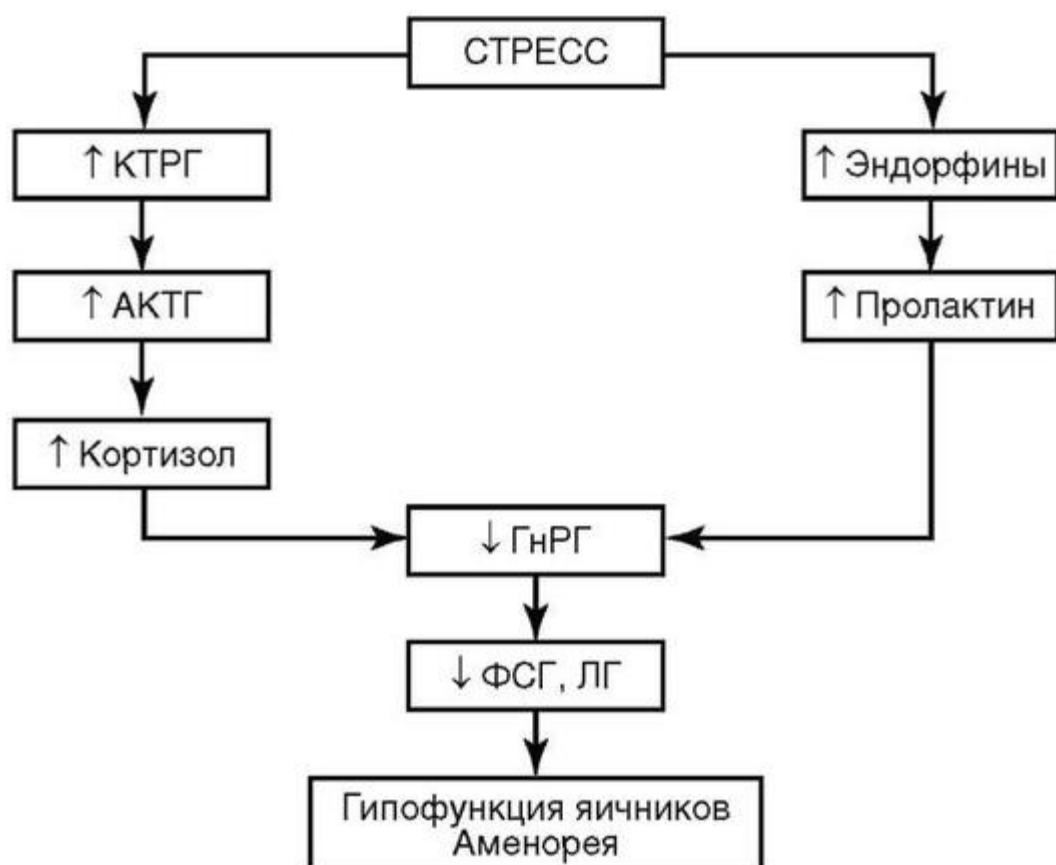 СТРЕСС
↑ КТРГ
↑ Эндорфины
↑ АКТГ
↑ Пролактин
↑ Кортизол
↓ ГнРГ
↓ ФСГ, ЛГ
Гипофункция яичников
Аменорея